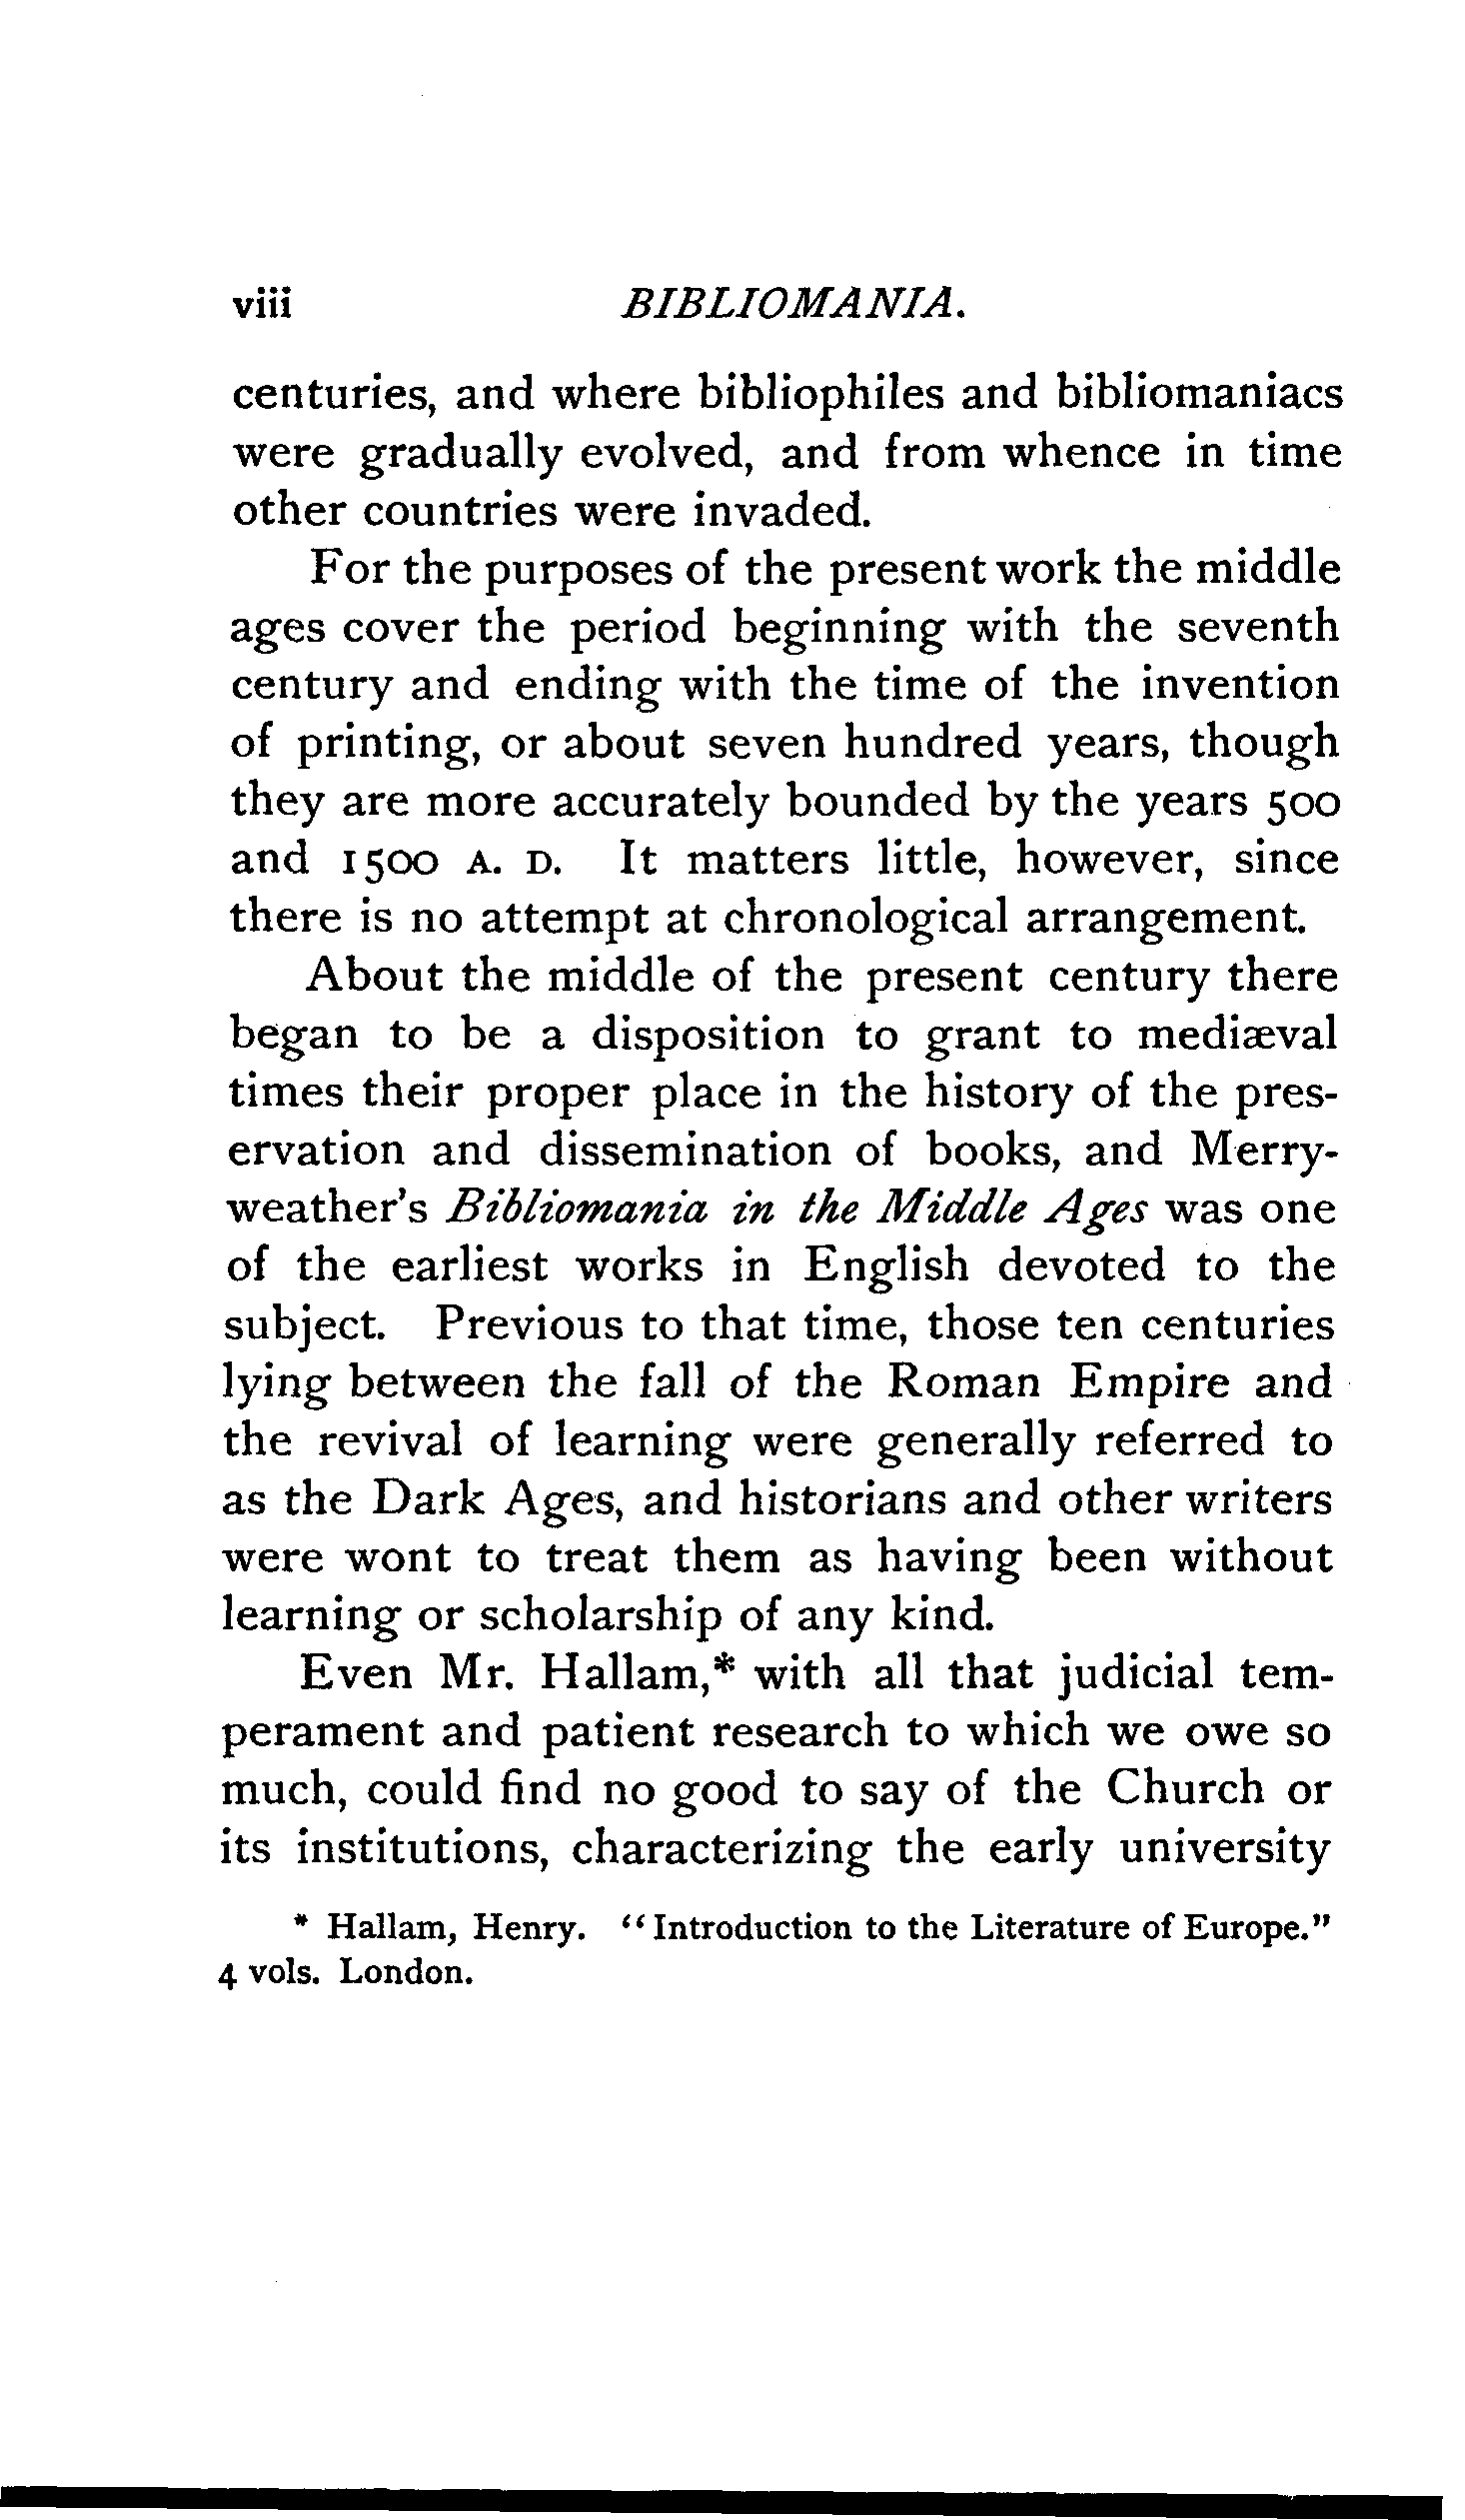 viii BIBLIOMANIA.
centuries, and where bibliophiles and bibliomaniacs
were gradually evolved, and from whence in time
other countries were invaded.
For the purposes of the present work the middle
ages cover the period beginning with the seventh
century and ending with the time of the invention
of printing, or about seven hundred years, though
they are more accurately bounded by the years 500
and 1500 A. D. It matters little, however, since
there is no attempt at chronological arrangement.
About the middle of the present century there
began to be a disposition to grant to mediæval
times their proper place in the history of the pres-
ervation and dissemination of books, and Merry-
weather's Bibliomania in the Middle Ages was one
of the earliest works in English devoted to the
subject. Previous to that time, those ten centuries
lying between the fall of the Roman Empire and
the revival of learning were generally referred to
as the Dark Ages, and historians and other writers
were wont to treat them as having been without
learning or scholarship of any kind.
Even Mr. Hallam,* with all that judicial tem-
perament and patient research to which we owe so
much, could find no good to say of the Church or
its institutions, characterizing the early university
* Hallam, Henry. "Introduction to the Literature of Europe."
4 vols. London.